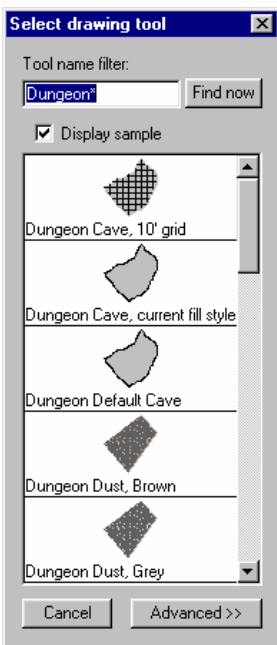 Select drawing tool
Tool name filter:
Dungeon*
Find now
Display sample
Dungeon Cave, 10' grid
Dungeon Cave, current fill style
Dungeon Default Cave
Dungeon Dust, Brown
Dungeon Dust, Grey
Cancel
Advanced >>